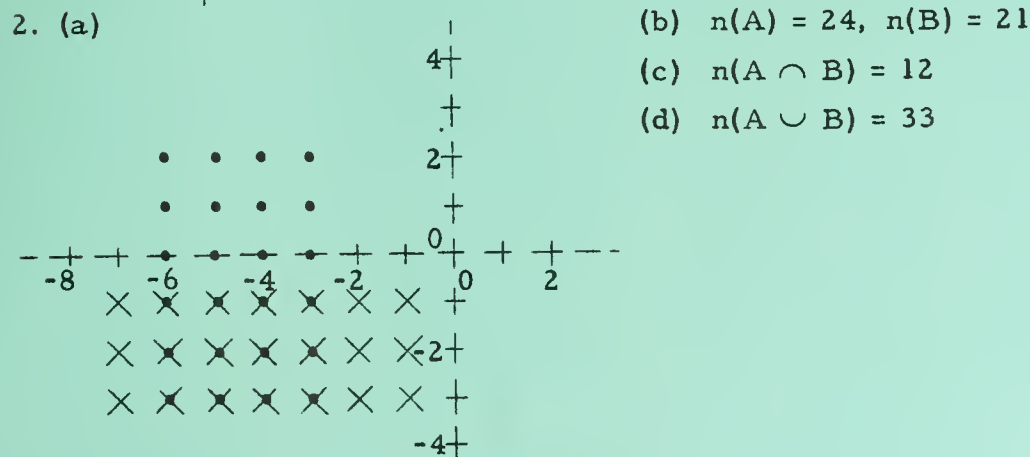 2. (a)
(b) n(A) = 24, n(B) = 21
(c) n(A ∩ B) = 12
(d) n(A ∪ B) = 33
4
2
0
-8 -6 -4 -2 0 2
-2
-4